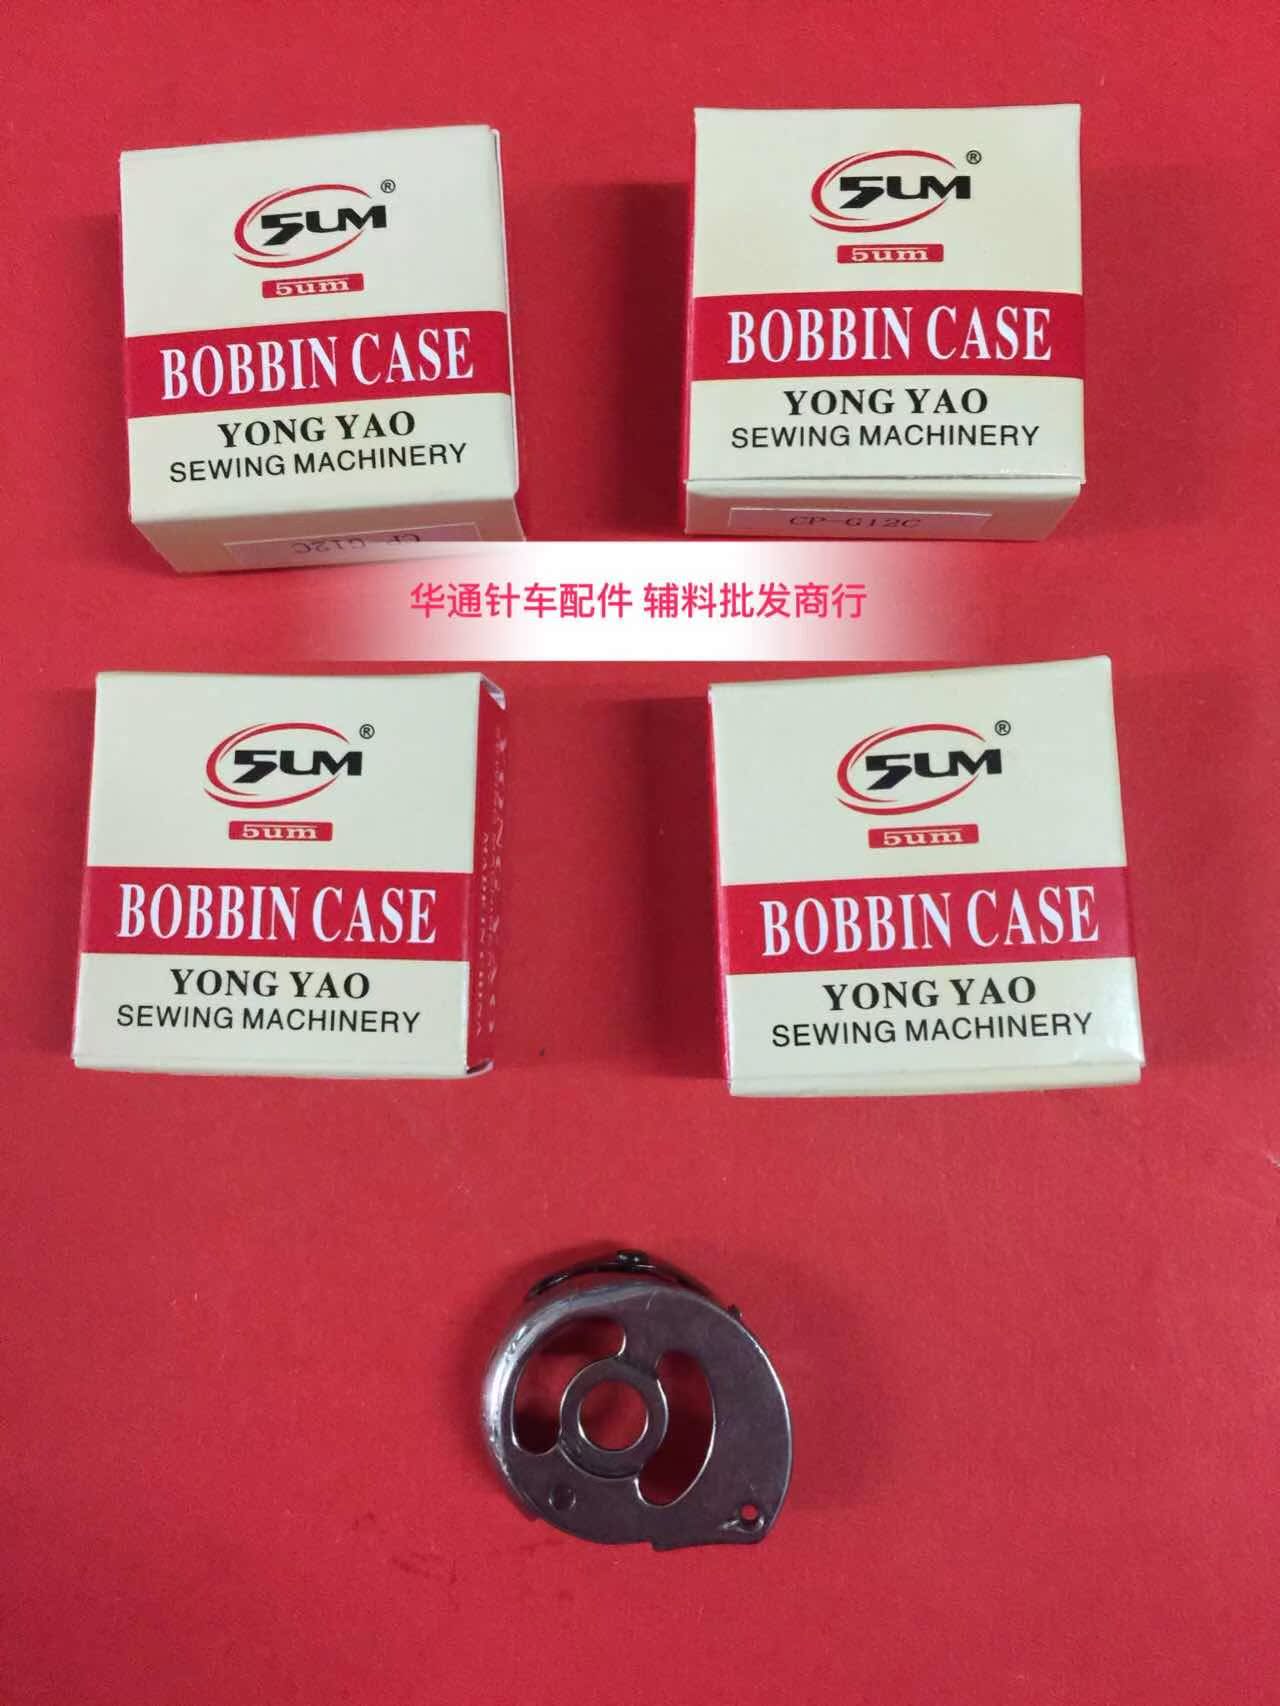 5UM®
5um
BOBBIN CASE
YONG YAO
SEWING MACHINERY
CP-G12C
5UM®
5um
BOBBIN CASE
YONG YAO
SEWING MACHINERY
CP-G12C
华通针车配件 辅料批发商行
5UM®
5um
BOBBIN CASE
YONG YAO
SEWING MACHINERY
5UM®
5um
BOBBIN CASE
YONG YAO
SEWING MACHINERY